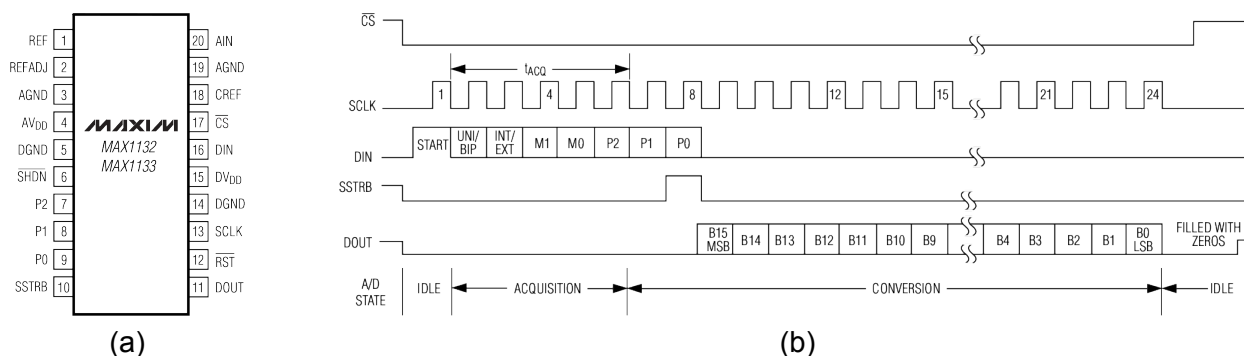 REF 1 20 AIN
REFADJ 2 19 AGND
AGND 3 18 CREF
AVDD 4 MAXIM 17 CS
DGND 5 MAX1132 16 DIN
SHDN 6 MAX1133 15 DVDD
P2 7 14 DGND
P1 8 13 SCLK
P0 9 12 RST
SSTRB 10 11 DOUT
(a)
CS
tACQ
SCLK 1 4 8 12 15 21 24
DIN START UNI/BIP INT/EXT M1 M0 P2 P1 P0
SSTRB
DOUT B15 MSB B14 B13 B12 B11 B10 B9 B4 B3 B2 B1 B0 LSB FILLED WITH ZEROS
A/D STATE IDLE ACQUISITION CONVERSION IDLE
(b)